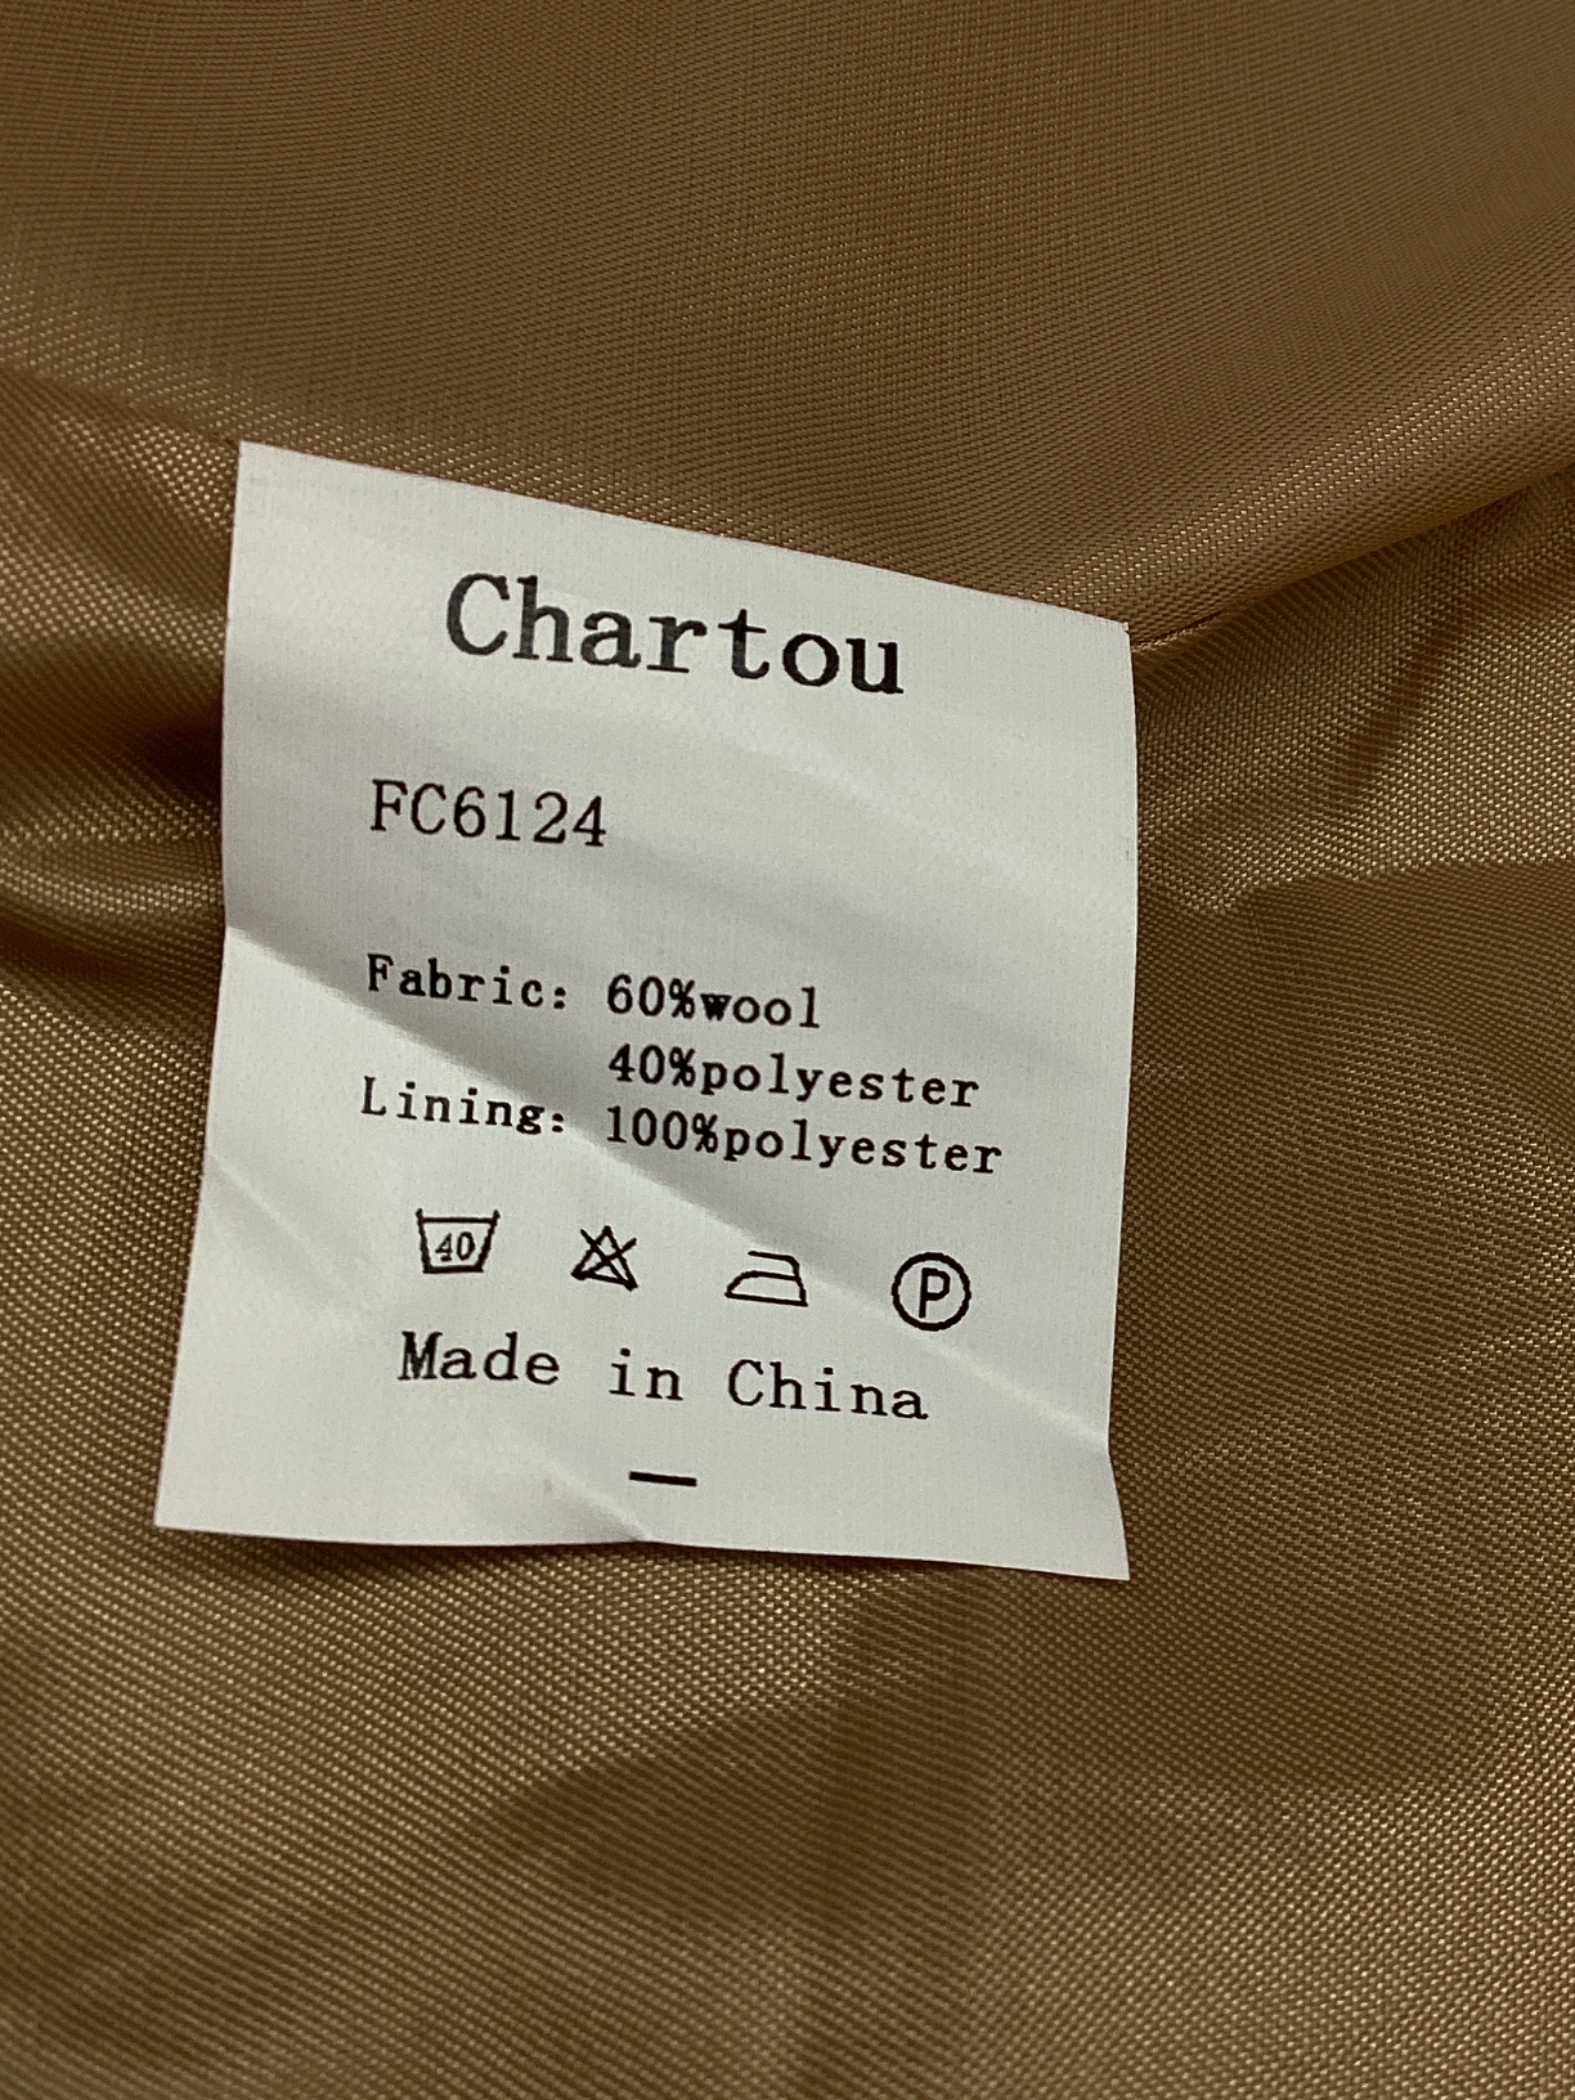 Chartou
FC6124
Fabric: 60%wool
40%polyester
Lining: 100%polyester
40
P
Made in China